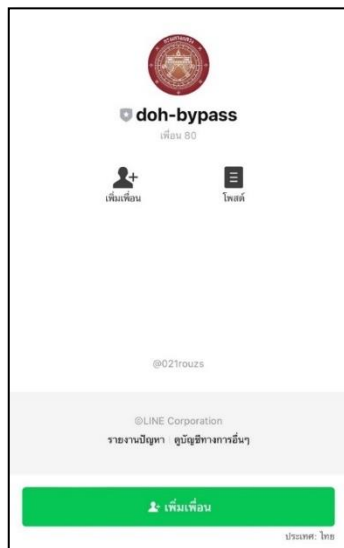 doh-bypass
เพื่อน 80
เพิ่มเพื่อน
โพสต์
@021rouzs
©LINE Corporation
รายงานปัญหา | ดูบัญชีทางการอื่นๆ
เพิ่มเพื่อน
ประเทศ: ไทย